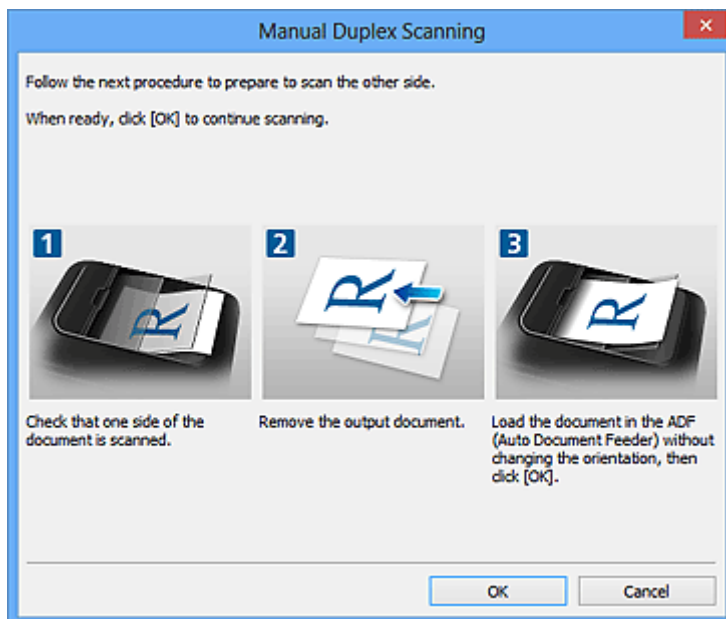 Manual Duplex Scanning
Follow the next procedure to prepare to scan the other side.
When ready, click [OK] to continue scanning.
1
2
3
R
R
R
R
Check that one side of the
document is scanned.
Remove the output document.
Load the document in the ADF
(Auto Document Feeder) without
changing the orientation, then
click [OK].
OK
Cancel